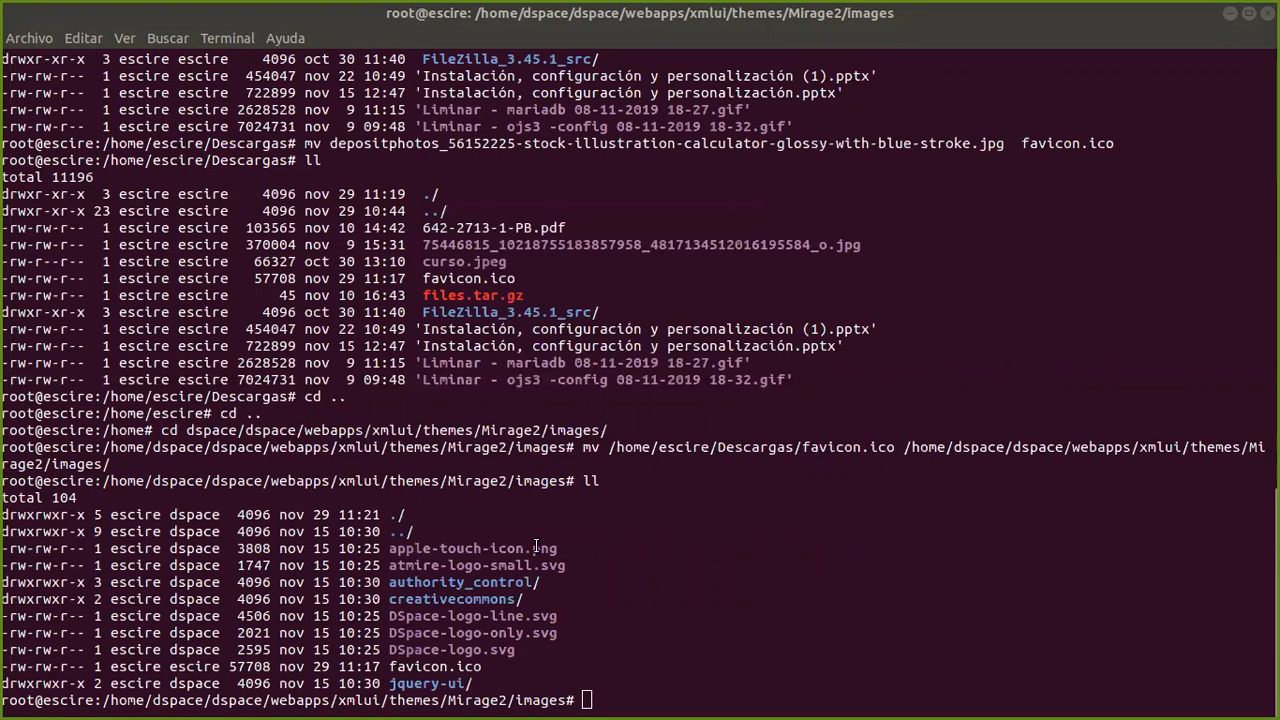 root@escire: /home/dspace/dspace/webapps/xmlui/themes/Mirage2/images
Archivo Editar Ver Buscar Terminal Ayuda
drwxr-xr-x  3 escire escire    4096 oct 30 11:40  FileZilla_3.45.1_src/
-rw-rw-r--  1 escire escire  454047 nov 22 10:49 'Instalación, configuración y personalización (1).pptx'
-rw-rw-r--  1 escire escire  722899 nov 15 12:47 'Instalación, configuración y personalización.pptx'
-rw-rw-r--  1 escire escire 2628528 nov  9 11:15 'Liminar - mariadb 08-11-2019 18-27.gif'
-rw-rw-r--  1 escire escire 7024731 nov  9 09:48 'Liminar - ojs3 -config 08-11-2019 18-32.gif'
root@escire:/home/escire/Descargas# mv depositphotos_56152225-stock-illustration-calculator-glossy-with-blue-stroke.jpg  favicon.ico
root@escire:/home/escire/Descargas# ll
total 11196
drwxr-xr-x  3 escire escire    4096 nov 29 11:19  ./
drwxr-xr-x 23 escire escire    4096 nov 29 10:44  ../
-rw-rw-r--  1 escire escire  103565 nov 10 14:42  642-2713-1-PB.pdf
-rw-rw-r--  1 escire escire  370004 nov  9 15:31  75446815_10218755183857958_4817134512016195584_o.jpg
-rw-r--r--  1 escire escire   66327 oct 30 13:10  curso.jpeg
-rw-rw-r--  1 escire escire   57708 nov 29 11:17  favicon.ico
-rw-rw-r--  1 escire escire      45 nov 10 16:43  files.tar.gz
drwxr-xr-x  3 escire escire    4096 oct 30 11:40  FileZilla_3.45.1_src/
-rw-rw-r--  1 escire escire  454047 nov 22 10:49 'Instalación, configuración y personalización (1).pptx'
-rw-rw-r--  1 escire escire  722899 nov 15 12:47 'Instalación, configuración y personalización.pptx'
-rw-rw-r--  1 escire escire 2628528 nov  9 11:15 'Liminar - mariadb 08-11-2019 18-27.gif'
-rw-rw-r--  1 escire escire 7024731 nov  9 09:48 'Liminar - ojs3 -config 08-11-2019 18-32.gif'
root@escire:/home/escire/Descargas# cd ..
root@escire:/home/escire# cd ..
root@escire:/home# cd dspace/dspace/webapps/xmlui/themes/Mirage2/images/
root@escire:/home/dspace/dspace/webapps/xmlui/themes/Mirage2/images# mv /home/escire/Descargas/favicon.ico /home/dspace/dspace/webapps/xmlui/themes/Mi
rage2/images/
root@escire:/home/dspace/dspace/webapps/xmlui/themes/Mirage2/images# ll
total 104
drwxrwxr-x 5 escire dspace  4096 nov 29 11:21 ./
drwxrwxr-x 9 escire dspace  4096 nov 15 10:30 ../
-rw-rw-r-- 1 escire dspace  3808 nov 15 10:25 apple-touch-icon.png
-rw-rw-r-- 1 escire dspace  1747 nov 15 10:25 atmire-logo-small.svg
drwxrwxr-x 3 escire dspace  4096 nov 15 10:30 authority_control/
drwxrwxr-x 2 escire dspace  4096 nov 15 10:30 creativecommons/
-rw-rw-r-- 1 escire dspace  4506 nov 15 10:25 DSpace-logo-line.svg
-rw-rw-r-- 1 escire dspace  2021 nov 15 10:25 DSpace-logo-only.svg
-rw-rw-r-- 1 escire dspace  2595 nov 15 10:25 DSpace-logo.svg
-rw-rw-r-- 1 escire escire 57708 nov 29 11:17 favicon.ico
drwxrwxr-x 2 escire dspace  4096 nov 15 10:30 jquery-ui/
root@escire:/home/dspace/dspace/webapps/xmlui/themes/Mirage2/images#